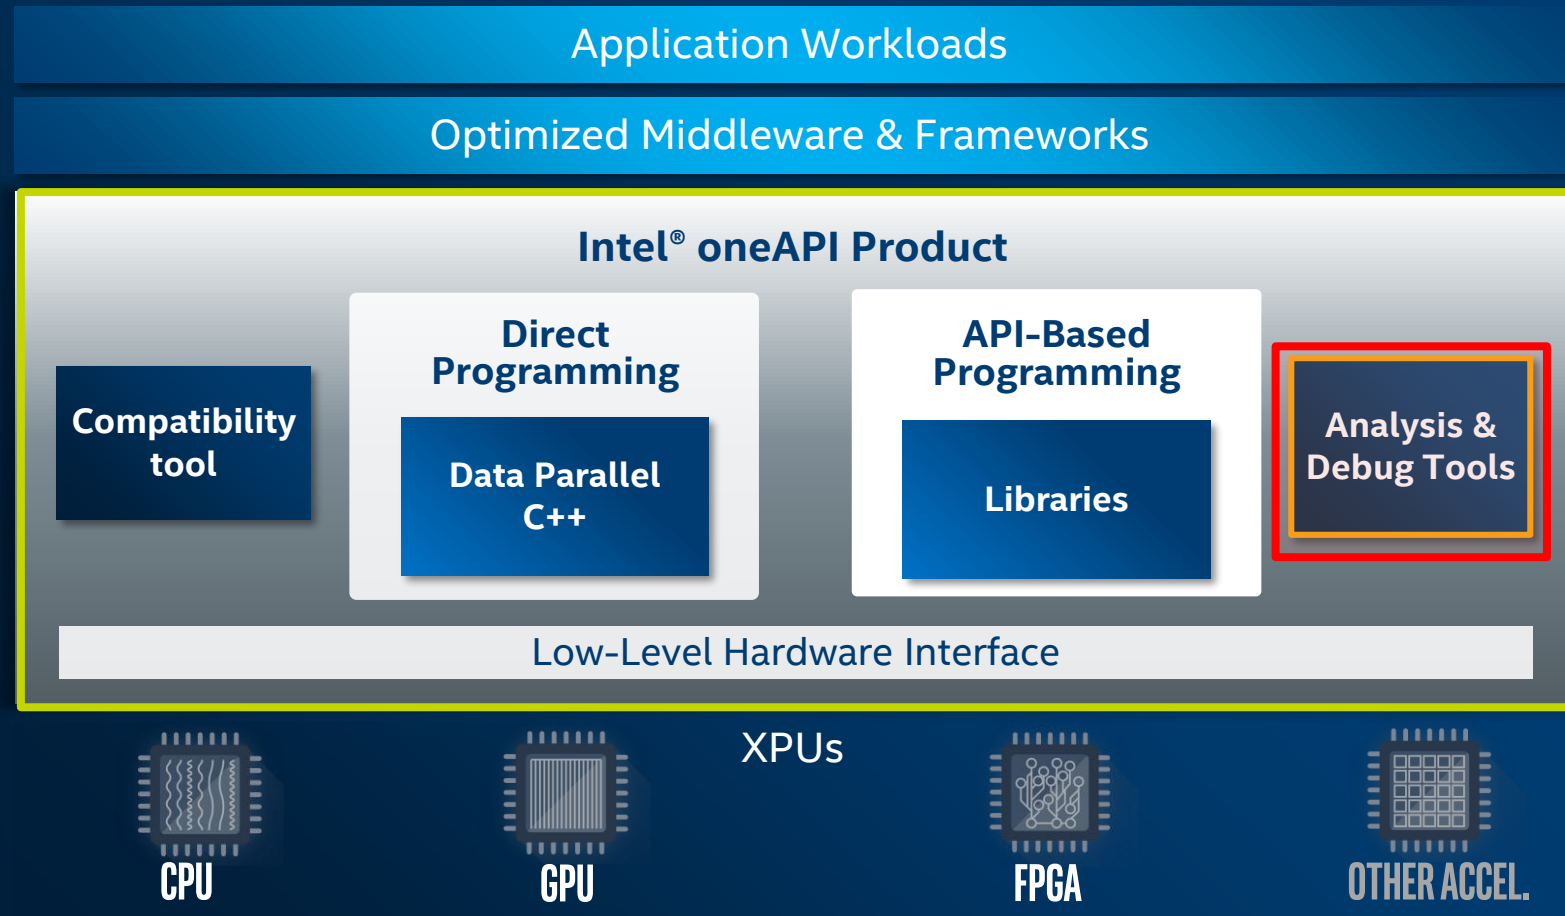 Application Workloads
Optimized Middleware & Frameworks
Intel® oneAPI Product
Compatibility
tool
Direct
Programming
Data Parallel
C++
API-Based
Programming
Libraries
Analysis &
Debug Tools
Low-Level Hardware Interface
XPUs
CPU
GPU
FPGA
OTHER ACCEL.